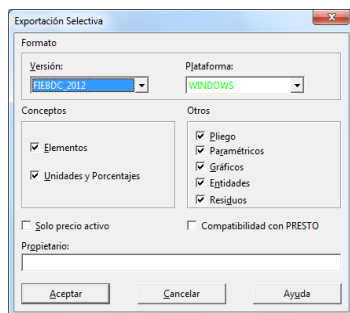 Exportación Selectiva
Formato
Versión:
Plataforma:
FIEBDC_2012
WINDOWS
Conceptos
Otros
Elementos
Unidades y Porcentajes
Pliego
Paramétricos
Gráficos
Entidades
Residuos
Solo precio activo
Compatibilidad con PRESTO
Propietario:
Aceptar
Cancelar
Ayuda